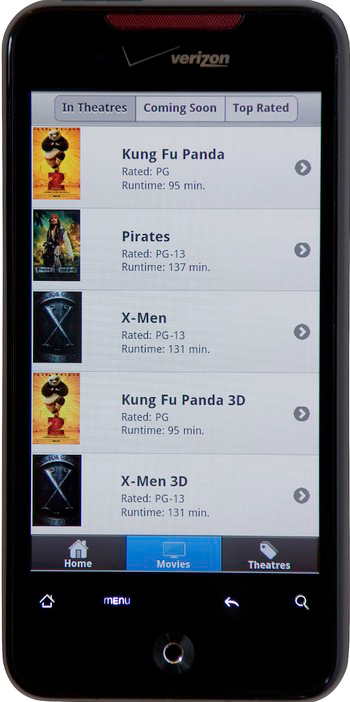 verizon
In Theatres Coming Soon Top Rated
Kung Fu Panda
Rated: PG
Runtime: 95 min.
Pirates
Rated: PG-13
Runtime: 137 min.
X-Men
Rated: PG-13
Runtime: 131 min.
Kung Fu Panda 3D
Rated: PG
Runtime: 95 min.
X-Men 3D
Rated: PG-13
Runtime: 131 min.
Home Movies Theatres
MENU